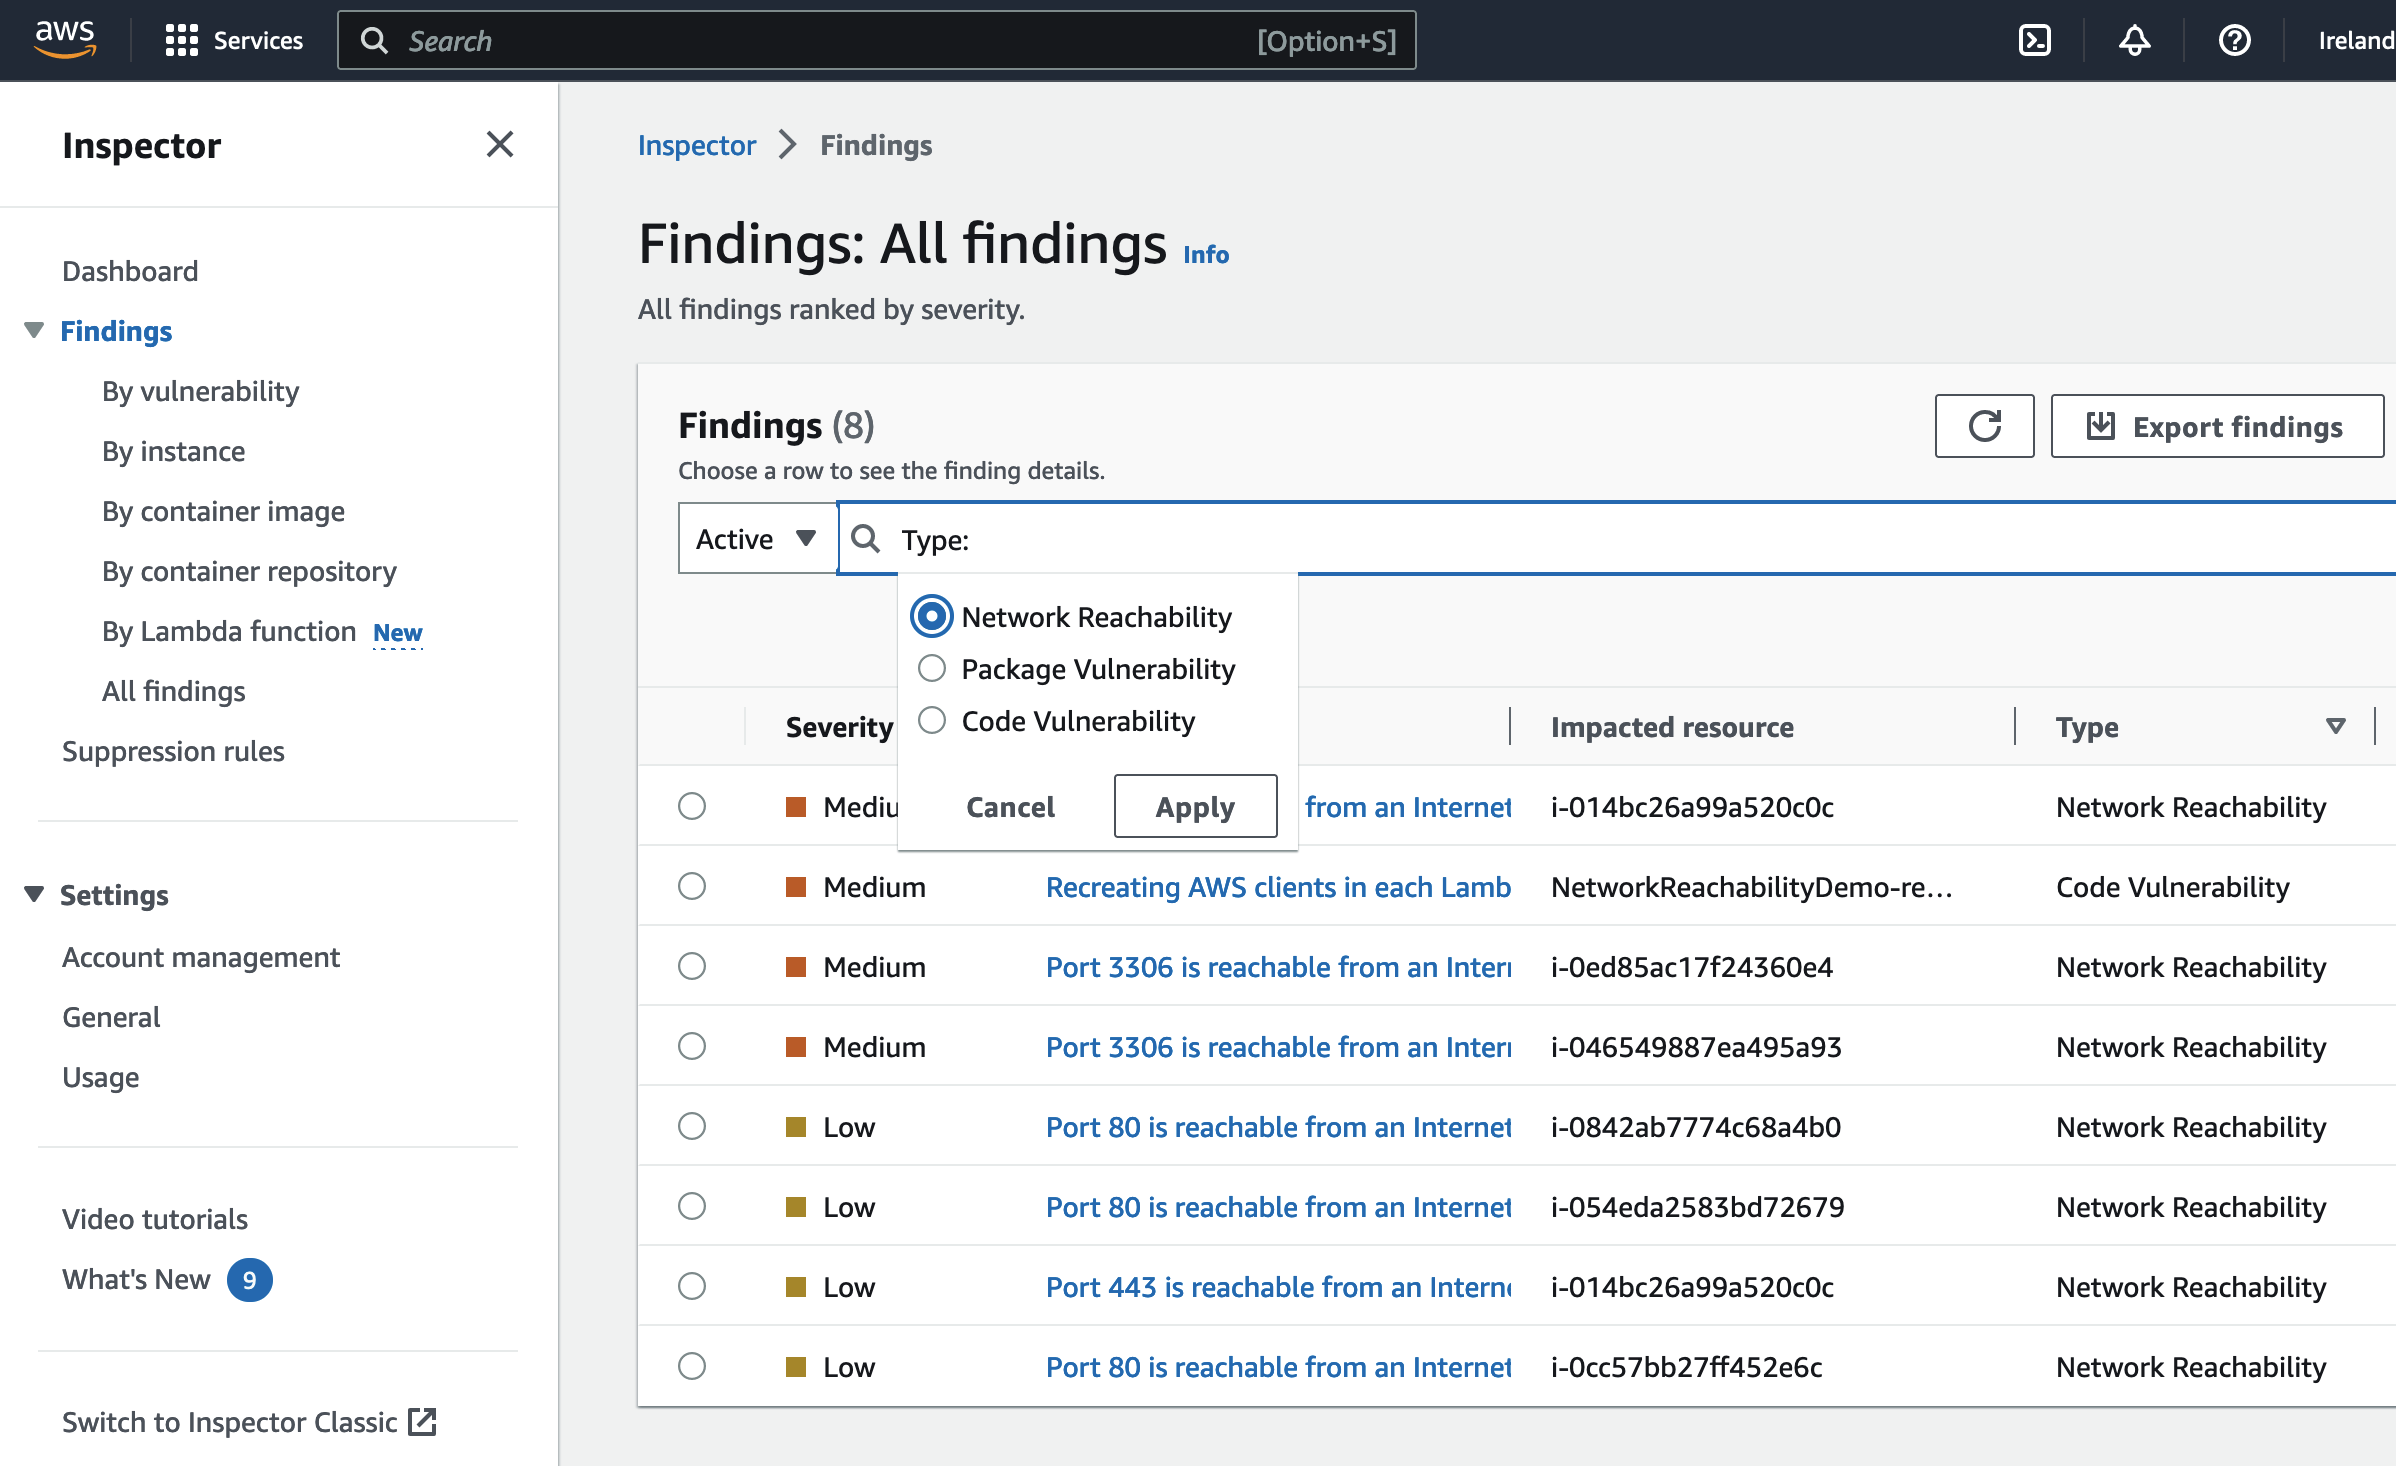 aws
Services
Search
[Option+S]
Ireland
Inspector
Dashboard
Findings
By vulnerability
By instance
By container image
By container repository
By Lambda function New
All findings
Suppression rules
Settings
Account management
General
Usage
Video tutorials
What's New 9
Switch to Inspector Classic
Inspector > Findings
Findings: All findings Info
All findings ranked by severity.
Findings (8)
Choose a row to see the finding details.
Export findings
Active
Type:
Network Reachability
Package Vulnerability
Code Vulnerability
Cancel
Apply
Severity
Impacted resource
Type
Mediu from an Internet i-014bc26a99a520c0c Network Reachability
Medium Recreating AWS clients in each Lamb NetworkReachabilityDemo-re... Code Vulnerability
Medium Port 3306 is reachable from an Intern i-0ed85ac17f24360e4 Network Reachability
Medium Port 3306 is reachable from an Intern i-046549887ea495a93 Network Reachability
Low Port 80 is reachable from an Internet i-0842ab7774c68a4b0 Network Reachability
Low Port 80 is reachable from an Internet i-054eda2583bd72679 Network Reachability
Low Port 443 is reachable from an Interne i-014bc26a99a520c0c Network Reachability
Low Port 80 is reachable from an Internet i-0cc57bb27ff452e6c Network Reachability